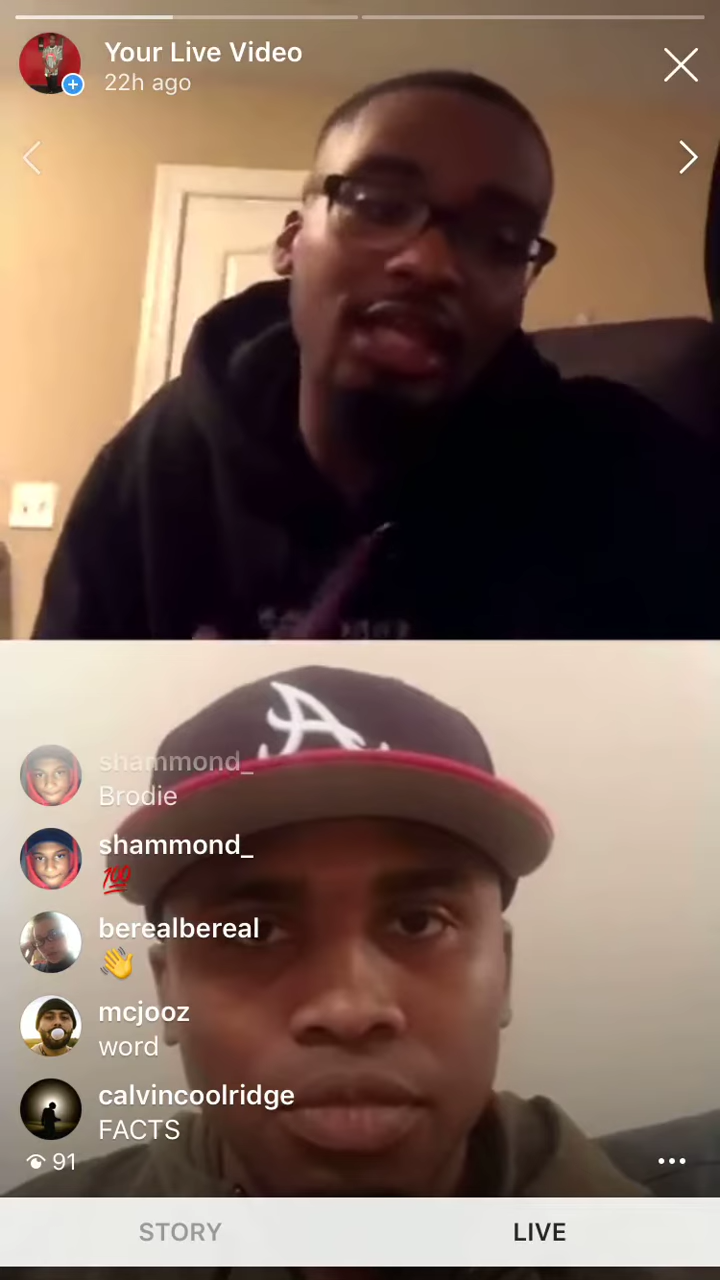 Your Live Video
22h ago
A
shammond_
Brodie
shammond_
💯
berealbereal
👋
mcjooz
word
calvincoolridge
FACTS
91
STORY
LIVE